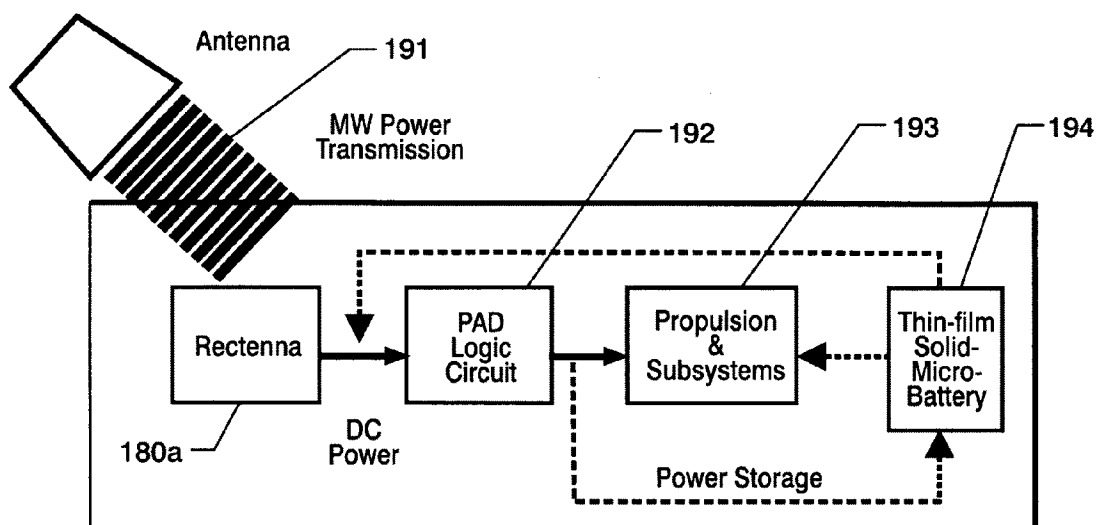 Antenna
191
MW Power
Transmission
192
193
194
Rectenna
PAD
Logic
Circuit
Propulsion
&
Subsystems
Thin-film
Solid-
Micro-
Battery
180a
DC
Power
Power Storage